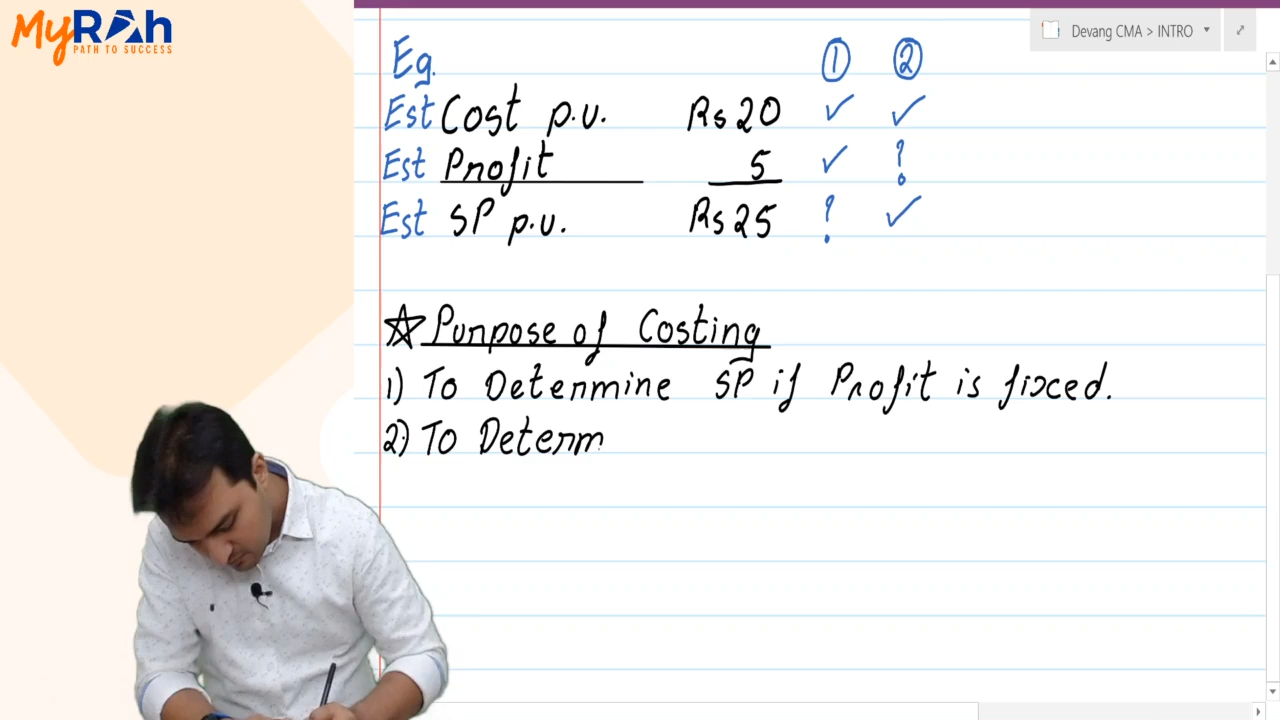 MyRAh
PATH TO SUCCESS
Devang CMA > INTRO
Eg. 1 2
Est Cost p.u. Rs 20 ✓ ✓
Est Profit 5 ✓ ?
Est SP p.u. Rs 25 ? ✓
☆ Purpose of Costing
1) To Determine SP if Profit is fixed.
2) To Determ